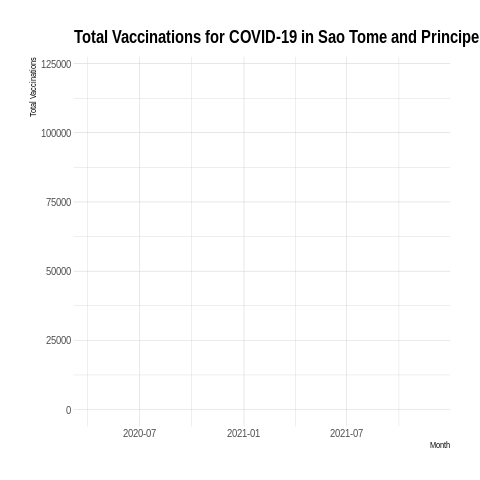 Total Vaccinations for COVID-19 in Sao Tome and Principe
Total Vaccinations
125000
100000
75000
50000
25000
0
2020-07 2021-01 2021-07
Month